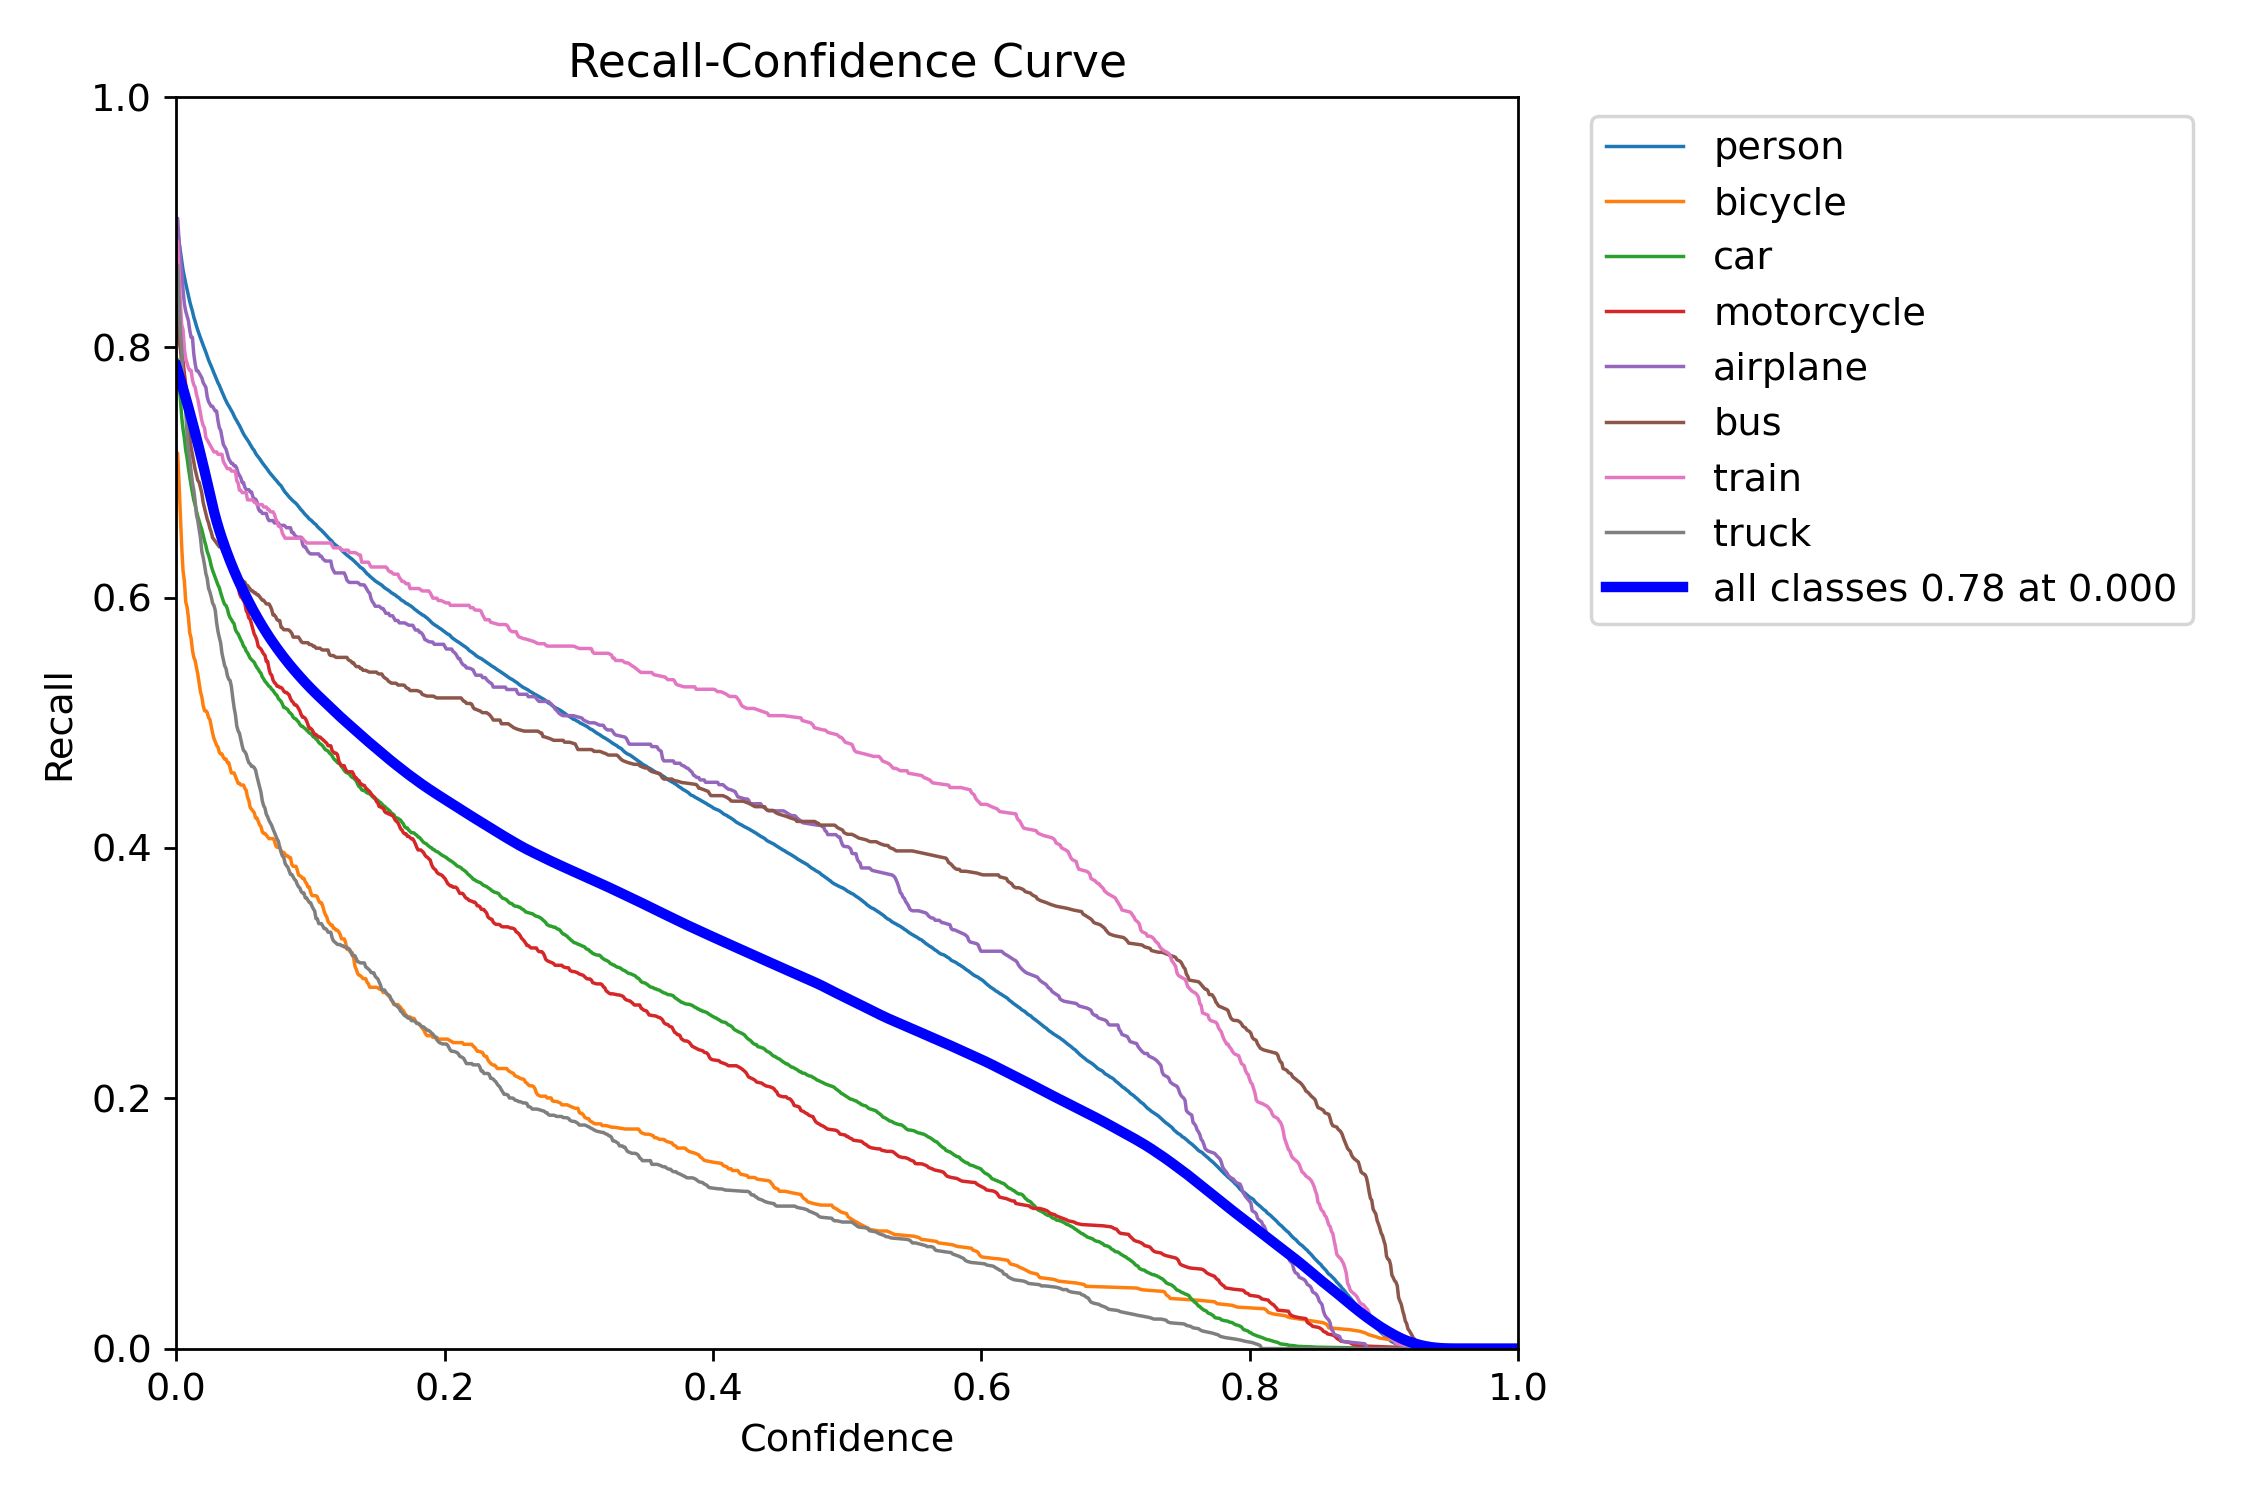 Recall-Confidence Curve
1.0
0.8
0.6
0.4
0.2
0.0
Recall
0.0 0.2 0.4 0.6 0.8 1.0
Confidence
person
bicycle
car
motorcycle
airplane
bus
train
truck
all classes 0.78 at 0.000